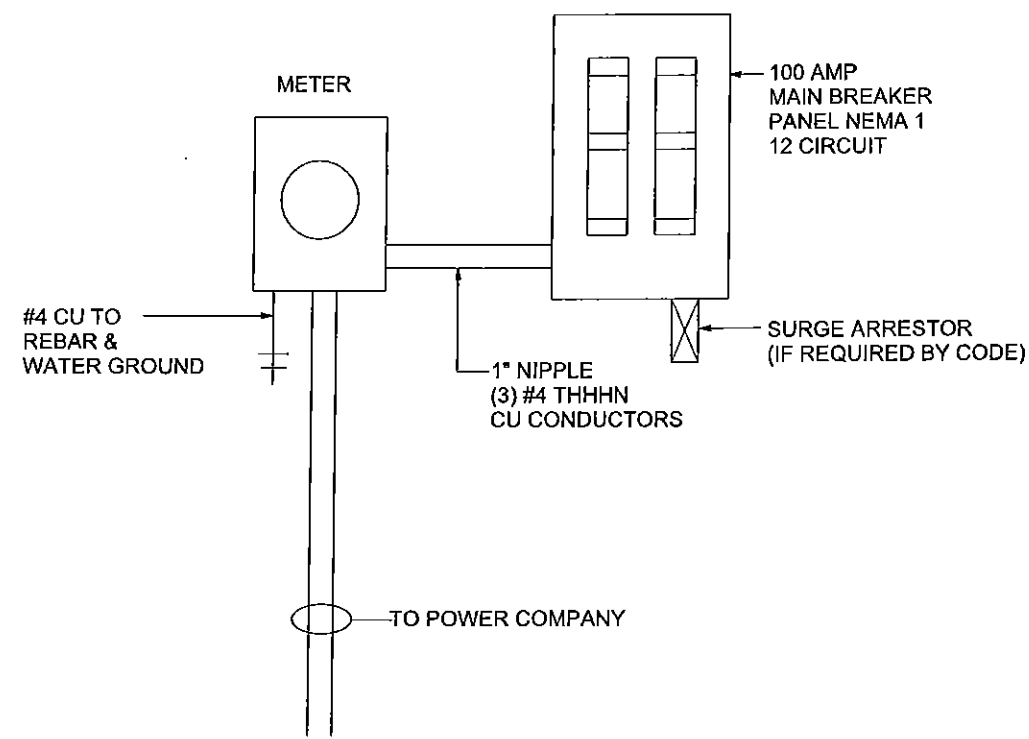 METER
100 AMP
MAIN BREAKER
PANEL NEMA 1
12 CIRCUIT
#4 CU TO
REBAR &
WATER GROUND
SURGE ARRESTOR
(IF REQUIRED BY CODE)
1" NIPPLE
(3) #4 THHHN
CU CONDUCTORS
TO POWER COMPANY